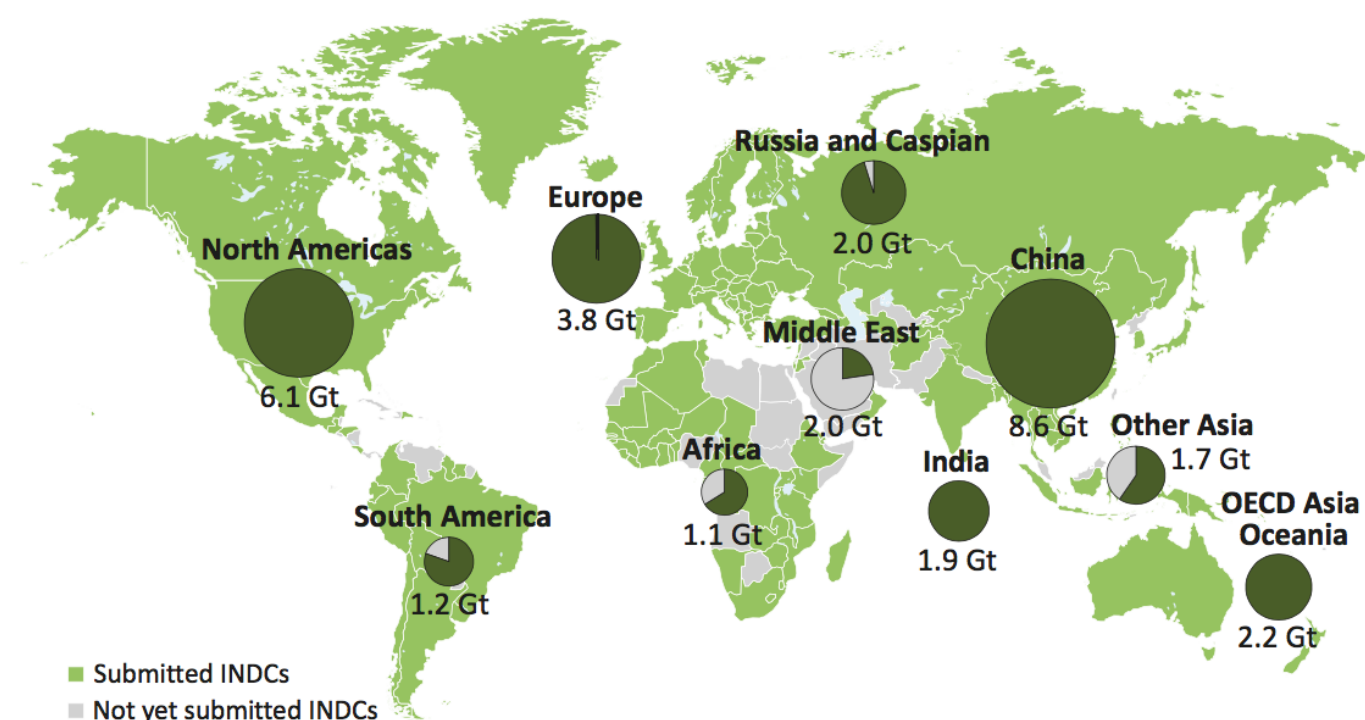 Russia and Caspian
2.0 Gt
Europe
3.8 Gt
North Americas
6.1 Gt
China
8.6 Gt
Middle East
2.0 Gt
Other Asia
1.7 Gt
Africa
1.1 Gt
India
1.9 Gt
OECD Asia
Oceania
2.2 Gt
South America
1.2 Gt
Submitted INDCs
Not yet submitted INDCs